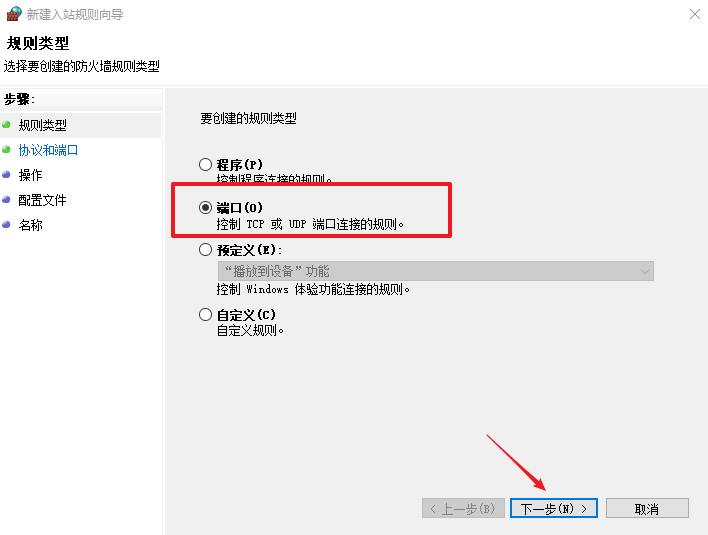 新建入站规则向导
规则类型
选择要创建的防火墙规则类型
步骤:
规则类型
协议和端口
操作
配置文件
名称
要创建的规则类型
程序(P)
控制程序连接的规则。
端口(O)
控制 TCP 或 UDP 端口连接的规则。
预定义(E):
“播放到设备”功能
控制 Windows 体验功能连接的规则。
自定义(C)
自定义规则。
< 上一步(B) 下一步(N) > 取消